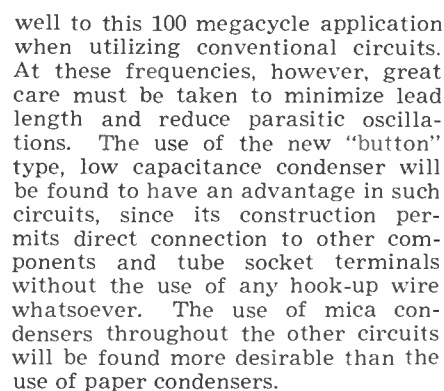 well to this 100 megacycle application
when utilizing conventional circuits.
At these frequencies, however, great
care must be taken to minimize lead
length and reduce parasitic oscilla-
tions. The use of the new "button"
type, low capacitance condenser will
be found to have an advantage in such
circuits, since its construction per-
mits direct connection to other com-
ponents and tube socket terminals
without the use of any hook-up wire
whatsoever. The use of mica con-
densers throughout the other circuits
will be found more desirable than the
use of paper condensers.